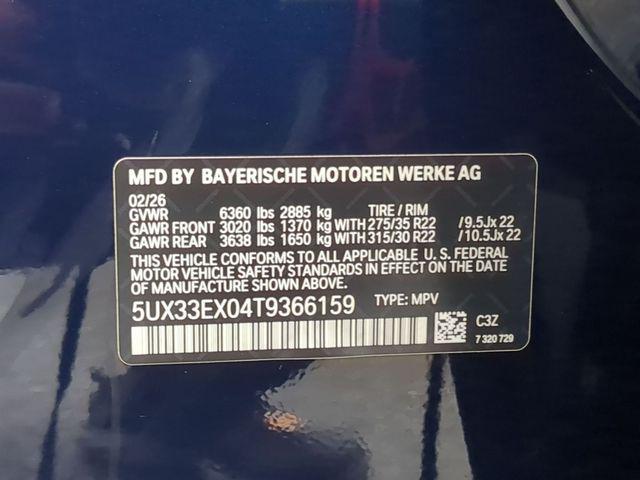 MFD BY BAYERISCHE MOTOREN WERKE AG
02/26
GVWR 6360 lbs 2885 kg TIRE / RIM
GAWR FRONT 3020 lbs 1370 kg WITH 275/35 R22 / 9.5Jx 22
GAWR REAR 3638 lbs 1650 kg WITH 315/30 R22 / 10.5Jx 22
THIS VEHICLE CONFORMS TO ALL APPLICABLE U. S. FEDERAL
MOTOR VEHICLE SAFETY STANDARDS IN EFFECT ON THE DATE
OF MANUFACTURE SHOWN ABOVE.
5UX33EX04T9366159 TYPE: MPV
C3Z
7 320 729